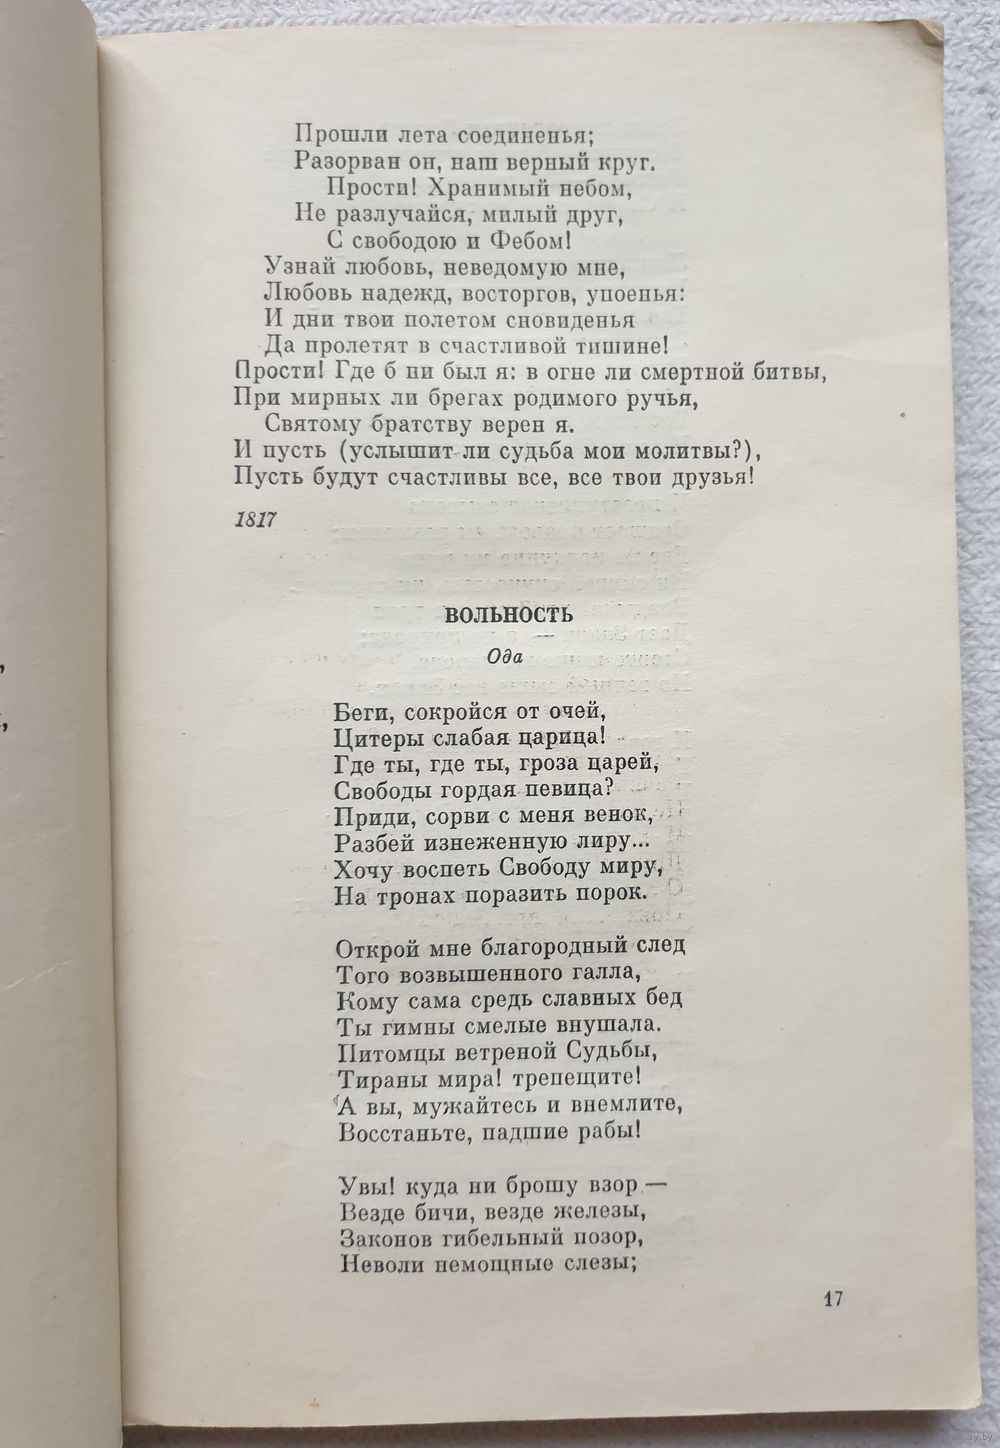 Прошли лета соединенья;
Разорван он, наш верный круг.
Прости! Хранимый небом,
Не разлучайся, милый друг,
С свободою и Фебом!
Узнай любовь, неведомую мне,
Любовь надежд, восторгов, упоенья:
И дни твои полетом сновиденья
Да пролетят в счастливой тишине!
Прости! Где б ни был я: в огне ли смертной битвы,
При мирных ли брегах родимого ручья,
Святому братству верен я.
И пусть (услышит ли судьба мои молитвы?),
Пусть будут счастливы все, все твои друзья!
1817
ВОЛЬНОСТЬ
Ода
Беги, сокройся от очей,
Цитеры слабая царица!
Где ты, где ты, гроза царей,
Свободы гордая певица?
Приди, сорви с меня венок,
Разбей изнеженную лиру...
Хочу воспеть Свободу миру,
На тронах поразить порок.
Открой мне благородный след
Того возвышенного галла,
Кому сама средь славных бед
Ты гимны смелые внушала.
Питомцы ветреной Судьбы,
Тираны мира! трепещите!
А вы, мужайтесь и внемлите,
Восстаньте, падшие рабы!
Увы! куда ни брошу взор —
Везде бичи, везде железы,
Законов гибельный позор,
Неволи немощные слезы;
17